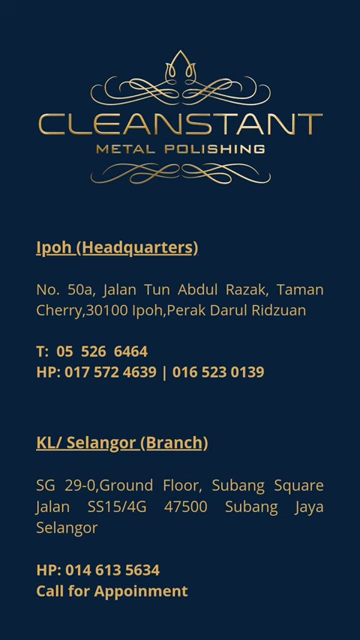 CLEANSTANT
METAL POLISHING
Ipoh (Headquarters)
No. 50a, Jalan Tun Abdul Razak, Taman
Cherry,30100 Ipoh,Perak Darul Ridzuan
T: 05 526 6464
HP: 017 572 4639 | 016 523 0139
KL/ Selangor (Branch)
SG 29-0,Ground Floor, Subang Square
Jalan SS15/4G 47500 Subang Jaya
Selangor
HP: 014 613 5634
Call for Appoinment